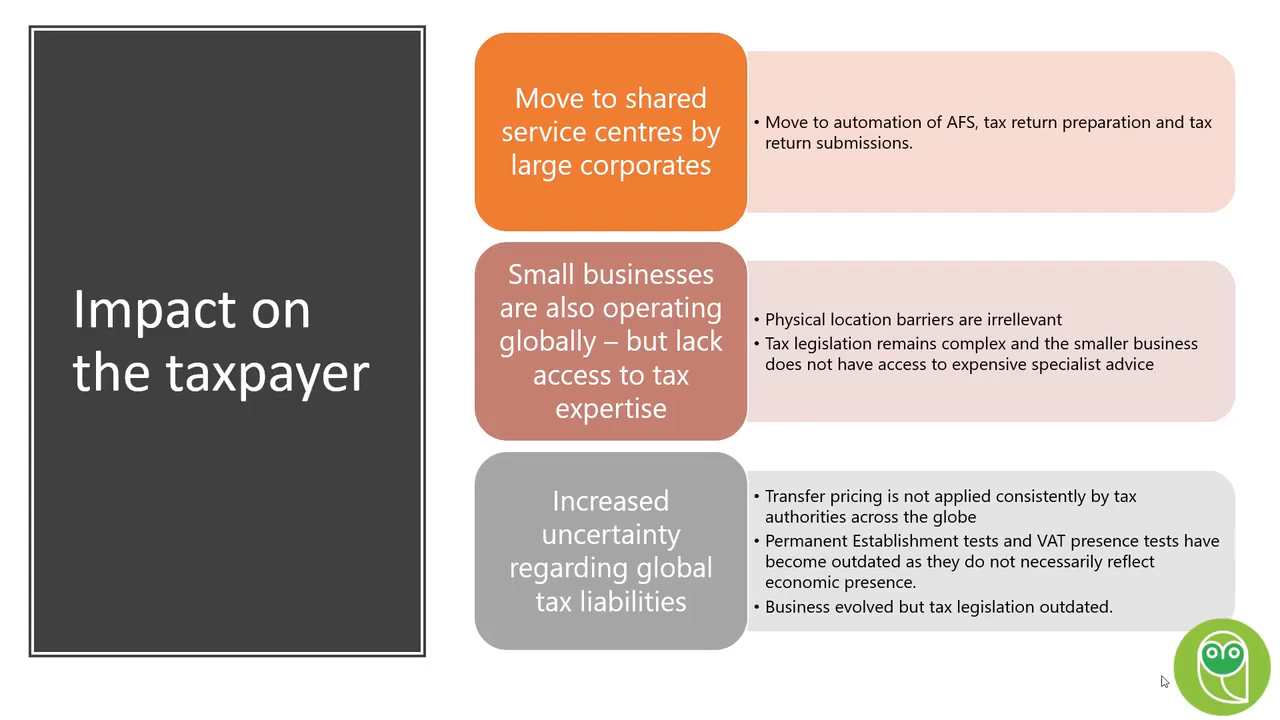 Impact on
the taxpayer
Move to shared
service centres by
large corporates
• Move to automation of AFS, tax return preparation and tax
return submissions.
Small businesses
are also operating
globally – but lack
access to tax
expertise
• Physical location barriers are irrellevant
• Tax legislation remains complex and the smaller business
does not have access to expensive specialist advice
Increased
uncertainty
regarding global
tax liabilities
• Transfer pricing is not applied consistently by tax
authorities across the globe
• Permanent Establishment tests and VAT presence tests have
become outdated as they do not necessarily reflect
economic presence.
• Business evolved but tax legislation outdated.